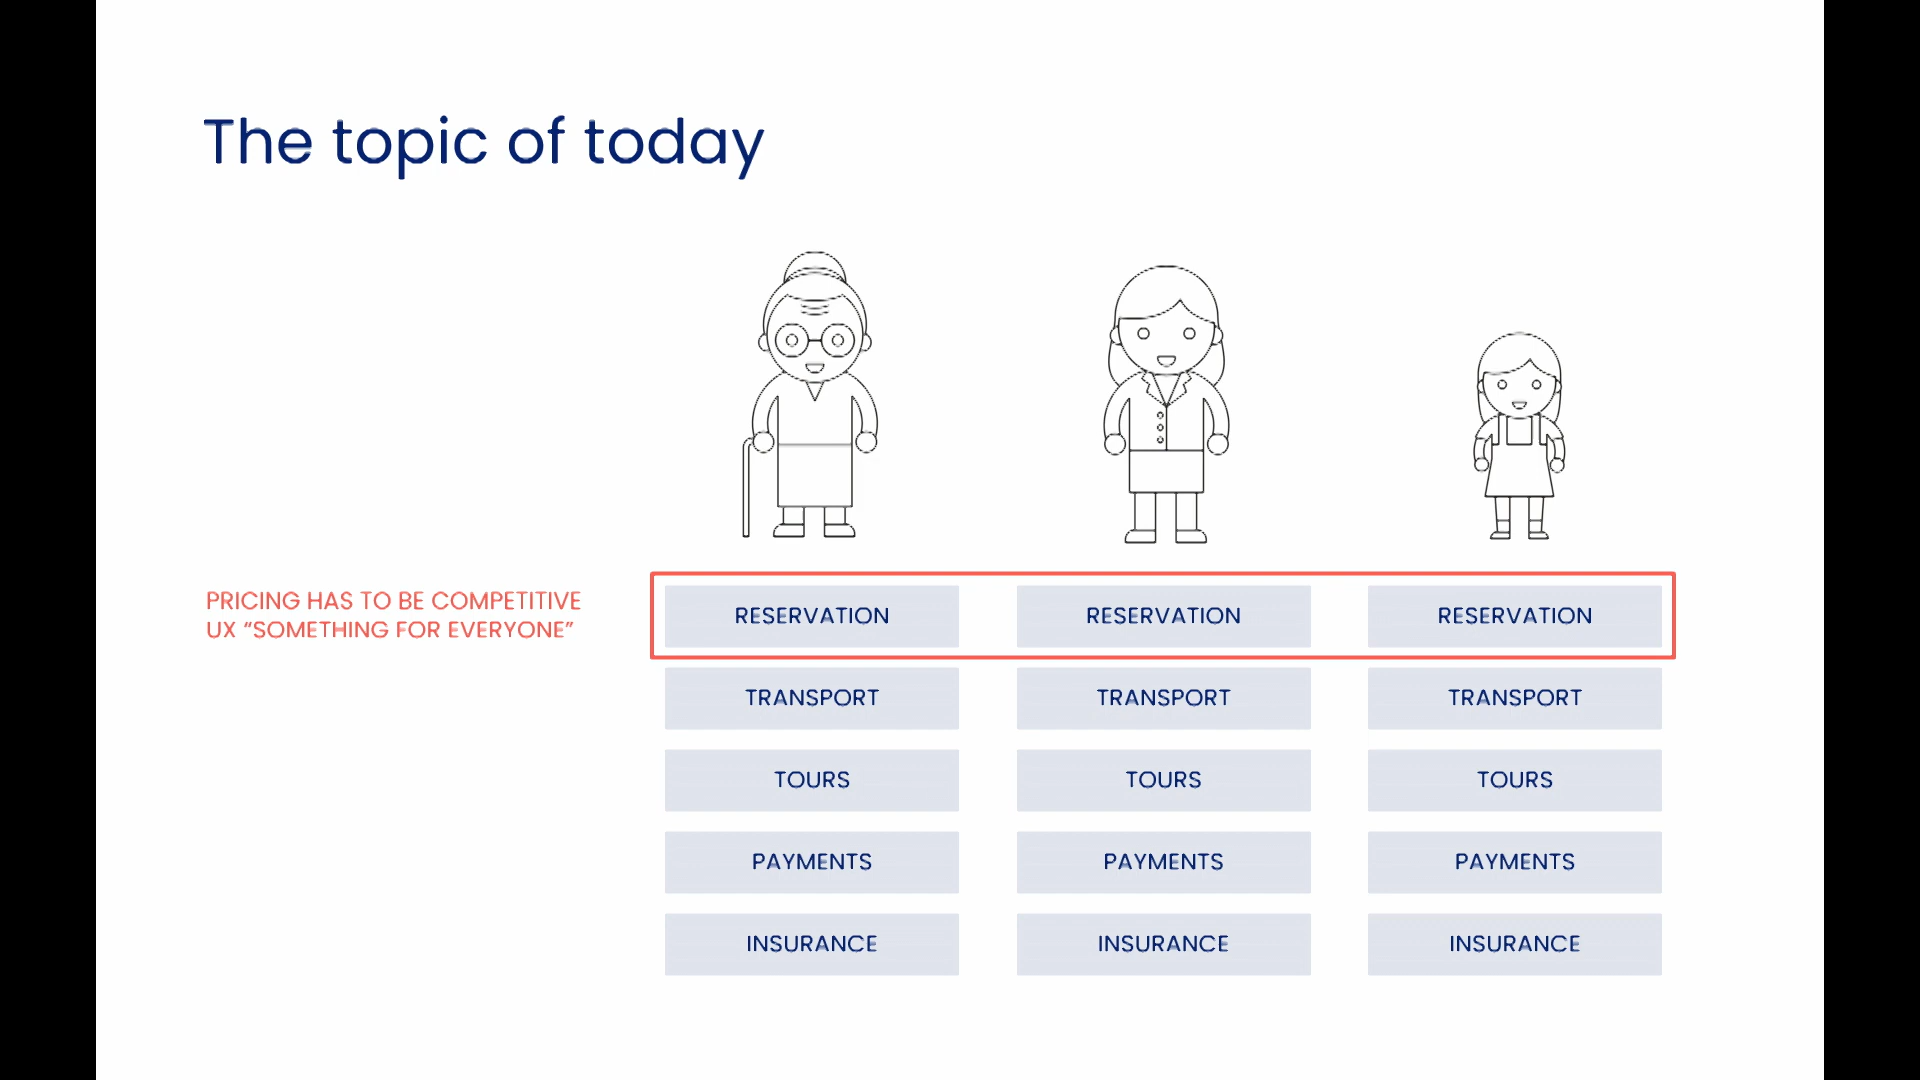 The topic of today
PRICING HAS TO BE COMPETITIVE
UX “SOMETHING FOR EVERYONE”
RESERVATION RESERVATION RESERVATION
TRANSPORT TRANSPORT TRANSPORT
TOURS TOURS TOURS
PAYMENTS PAYMENTS PAYMENTS
INSURANCE INSURANCE INSURANCE